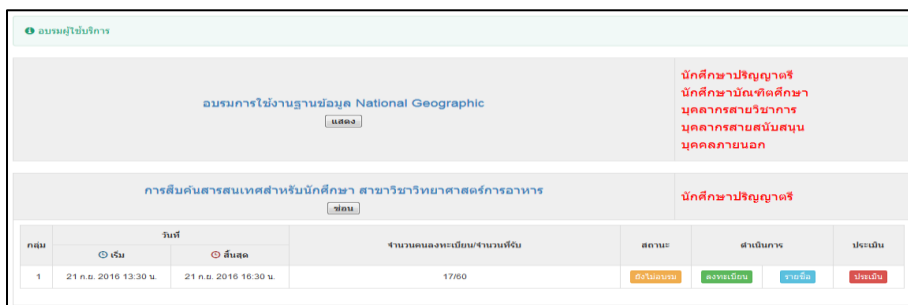 อบรมผู้ใช้บริการ
อบรมการใช้งานฐานข้อมูล National Geographic
แสดง
นักศึกษาปริญญาตรี
นักศึกษาบัณฑิตศึกษา
บุคลากรสายวิชาการ
บุคลากรสายสนับสนุน
บุคคลภายนอก
การสืบค้นสารสนเทศสำหรับนักศึกษา สาขาวิชาวิทยาศาสตร์การอาหาร
ซ่อน
นักศึกษาปริญญาตรี
กลุ่ม วันที่ จำนวนคนลงทะเบียน/จำนวนที่รับ สถานะ ดำเนินการ ประเมิน
เริ่ม สิ้นสุด
1 21 ก.ย. 2016 13:30 น. 21 ก.ย. 2016 16:30 น. 17/60 ยังไม่อบรม ลงทะเบียน รายชื่อ ประเมิน